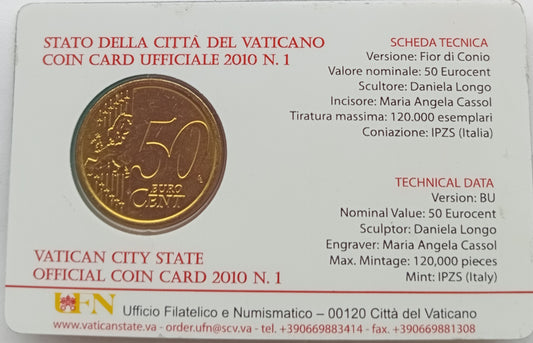 STATO DELLA CITTÀ DEL VATICANO
COIN CARD UFFICIALE 2010 N. 1
SCHEDA TECNICA
Versione: Fior di Conio
Valore nominale: 50 Eurocent
Scultore: Daniela Longo
Incisore: Maria Angela Cassol
Tiratura massima: 120.000 esemplari
Coniazione: IPZS (Italia)
50
EURO
CENT
TECHNICAL DATA
Version: BU
Nominal Value: 50 Eurocent
Sculptor: Daniela Longo
Engraver: Maria Angela Cassol
Max. Mintage: 120,000 pieces
Mint: IPZS (Italy)
VATICAN CITY STATE
OFFICIAL COIN CARD 2010 N. 1
UFN
Ufficio Filatelico e Numismatico – 00120 Città del Vaticano
www.vaticanstate.va - order.ufn@scv.va - tel. +390669883414 - fax. +390669881308